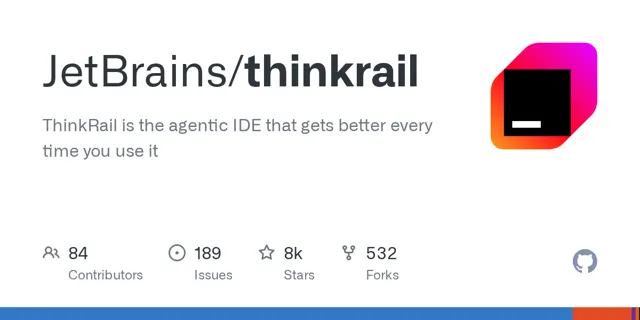 JetBrains/thinkrail
ThinkRail is the agentic IDE that gets better every
time you use it
84
Contributors
189
Issues
8k
Stars
532
Forks